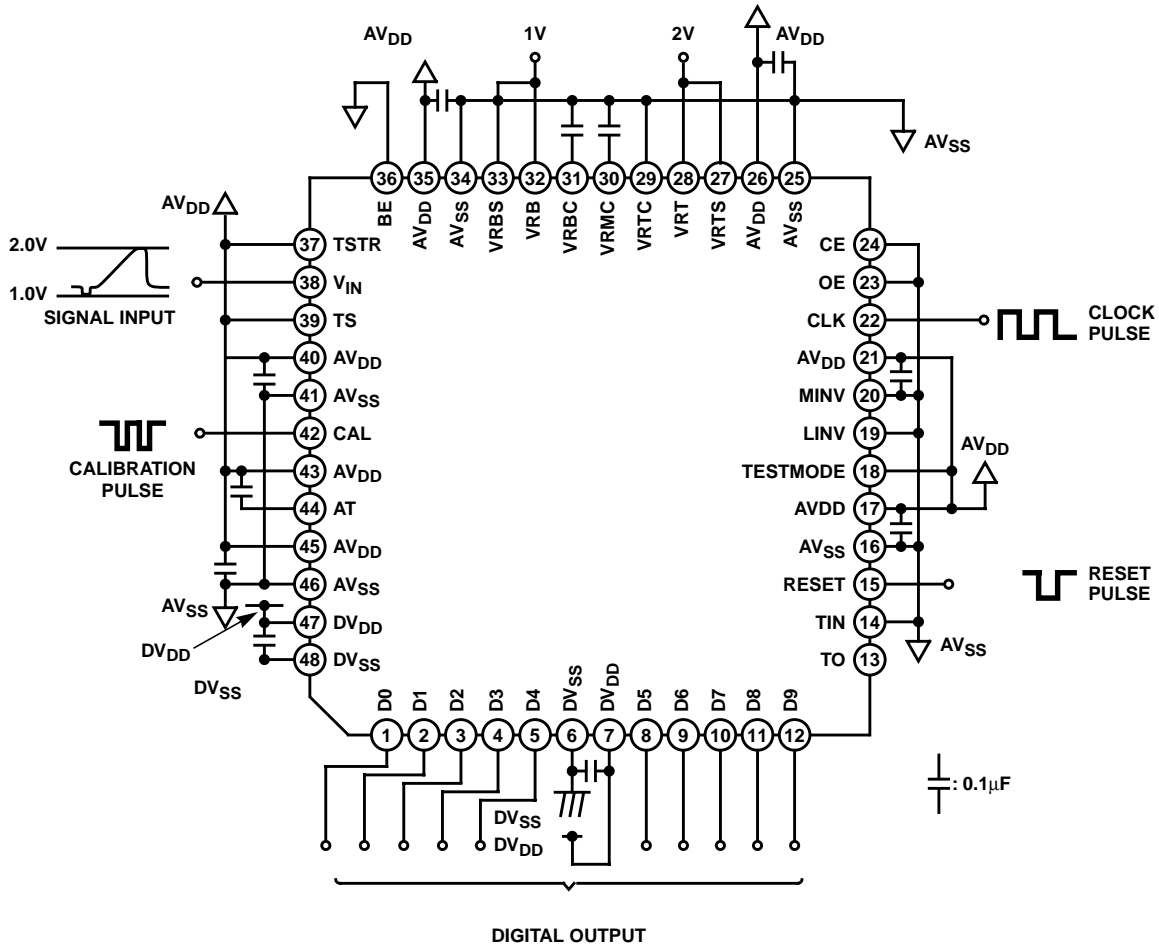 AVDD
1V
2V
AVDD
AVSS
36 35 34 33 32 31 30 29 28 27 26 25
BE AVDD AVSS VRBS VRB VRBC VRMC VRTC VRT VRTS AVDD AVSS
AVDD
2.0V
1.0V
SIGNAL INPUT
37 TSTR
38 VIN
39 TS
40 AVDD
41 AVSS
42 CAL
43 AVDD
44 AT
45 AVDD
46 AVSS
47 DVDD
48 DVSS
CALIBRATION
PULSE
AVSS
DVDD
DVSS
CE 24
OE 23
CLK 22
AVDD 21
MINV 20
LINV 19
TESTMODE 18
AVDD 17
AVSS 16
RESET 15
TIN 14
TO 13
CLOCK
PULSE
AVDD
RESET
PULSE
AVSS
D0 D1 D2 D3 D4 DVSS DVDD D5 D6 D7 D8 D9
1 2 3 4 5 6 7 8 9 10 11 12
DVSS
DVDD
: 0.1μF
DIGITAL OUTPUT